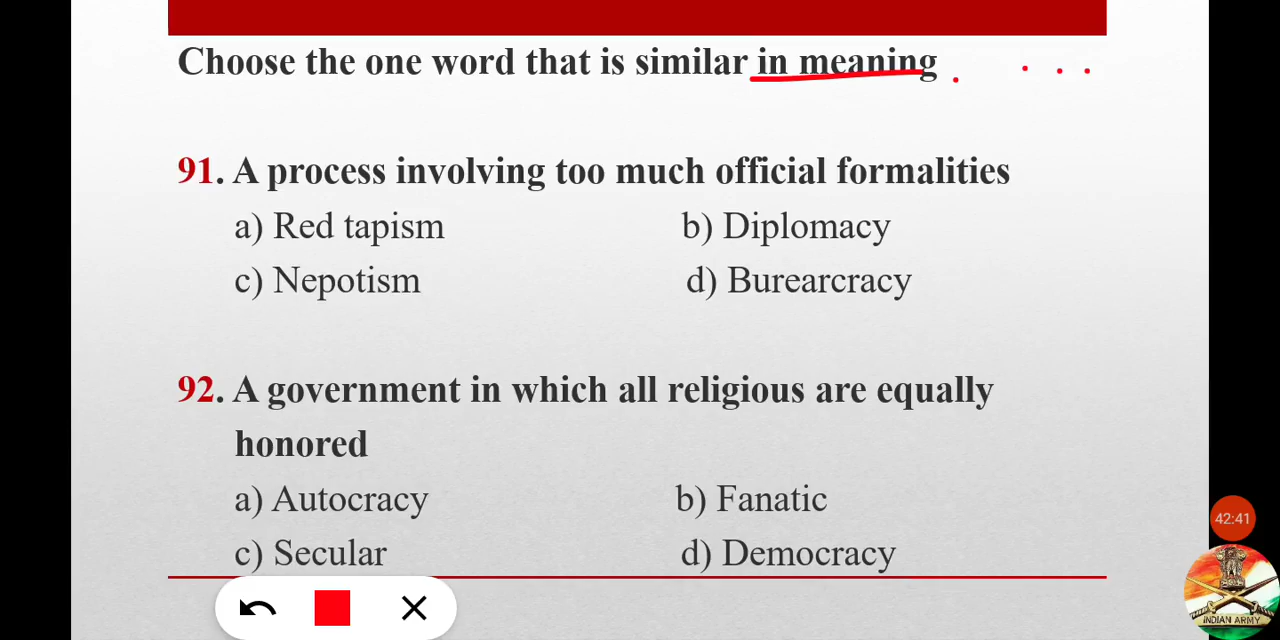 Choose the one word that is similar in meaning
91. A process involving too much official formalities
a) Red tapism b) Diplomacy
c) Nepotism d) Burearcracy
92. A government in which all religious are equally
honored
a) Autocracy b) Fanatic
c) Secular d) Democracy
42:41
INDIAN ARMY